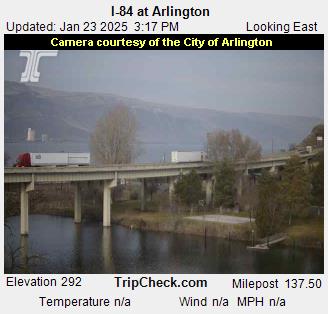 I-84 at Arlington
Updated: Jan 23 2025 3:17 PM Looking East
Camera courtesy of the City of Arlington
Elevation 292 TripCheck.com Milepost 137.50
Temperature n/a Wind n/a MPH n/a